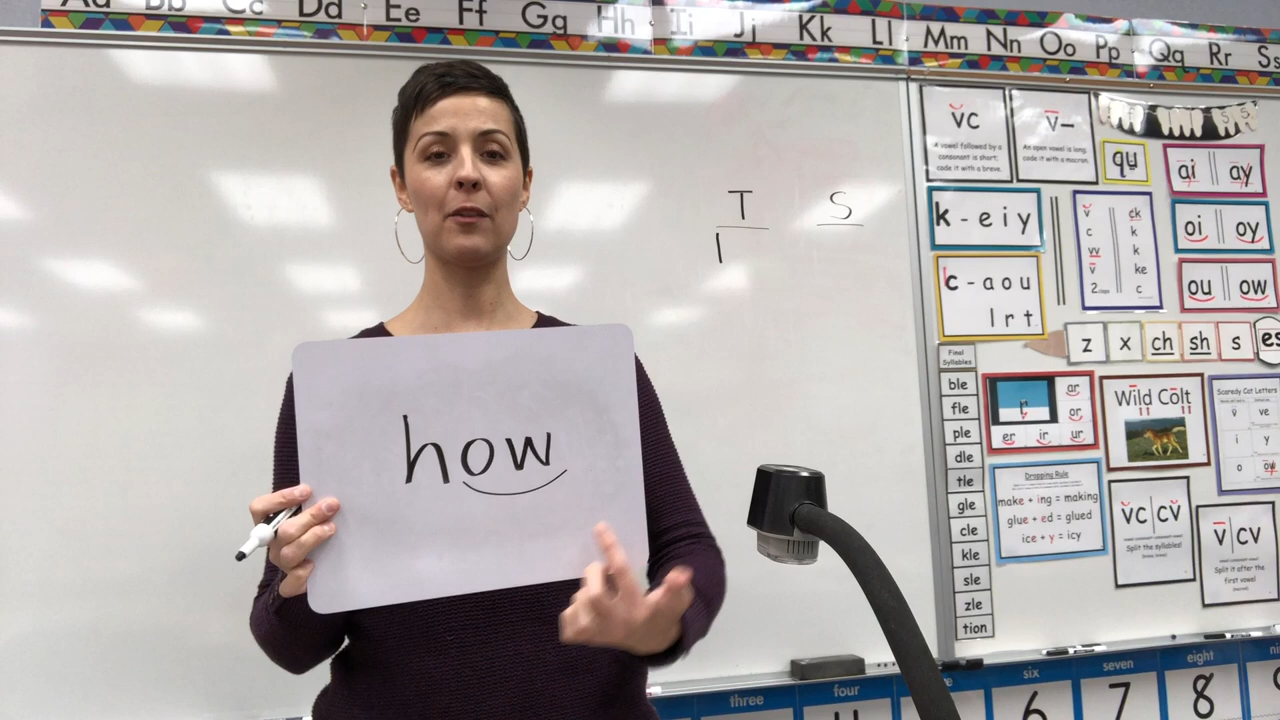 Aa Bb Cc Dd Ee Ff Gg Hh Ii Jj Kk Ll Mm Nn Oo Pp Qq Rr Ss
T S
I
how
v̆c
A vowel followed by a
consonant is short;
code it with a breve.
v̄–
An open vowel is long;
code it with a macron.
qu
ai ay
k - e i y
oi oy
c - a o u
l r t
v̆ ck
c k
vv k
v̄ ke
c
ou ow
z x ch sh s es
Final
Syllables
ble
fle
ple
dle
tle
gle
cle
kle
sle
zle
tion
ar
or
er ir ur
Wild Colt
Scaredy Cat Letters
v̆ ve
i y
o ow
Dropping Rule
make + ing = making
glue + ed = glued
ice + y = icy
v̆c cv̆
Split the syllables!
v̄ cv
Split it after the
first vowel
three four six seven eight
6 7 8